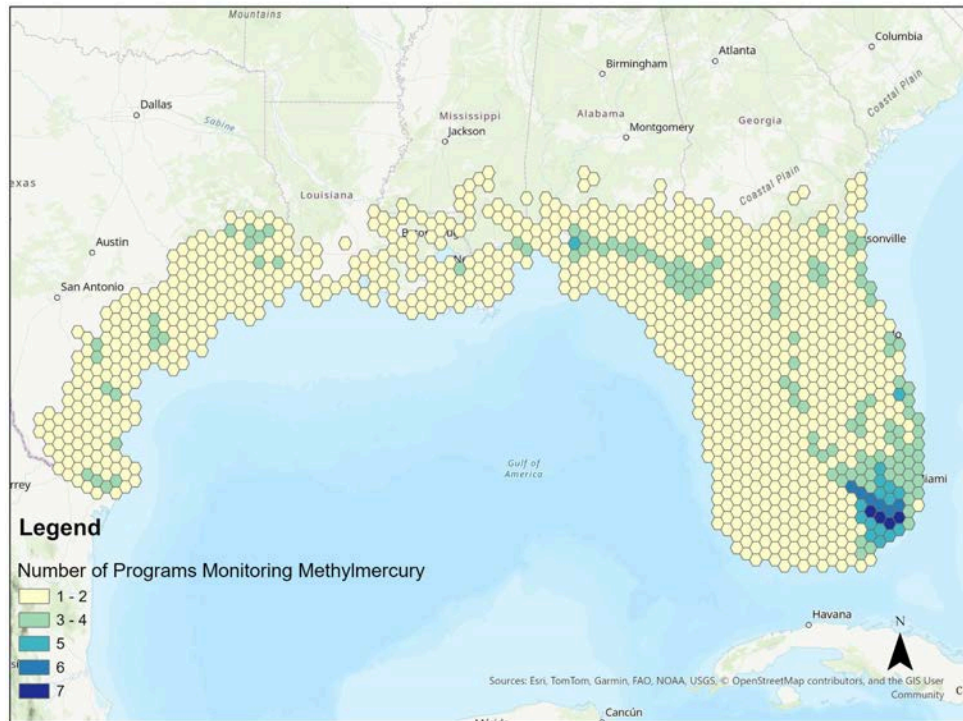 Mountains
Columbia
Atlanta
Birmingham
Dallas
Sabine
Mississippi
Jackson
Alabama
Montgomery
Georgia
Coastal Plain
exas
Louisiana
Coastal Plain
Austin
sonville
San Antonio
Gulf of
America
iami
rrey
Legend
Number of Programs Monitoring Methylmercury
1 - 2
3 - 4
5
6
7
Havana
N
Sources: Esri, TomTom, Garmin, FAO, NOAA, USGS, © OpenStreetMap contributors, and the GIS User
Community
Cancún